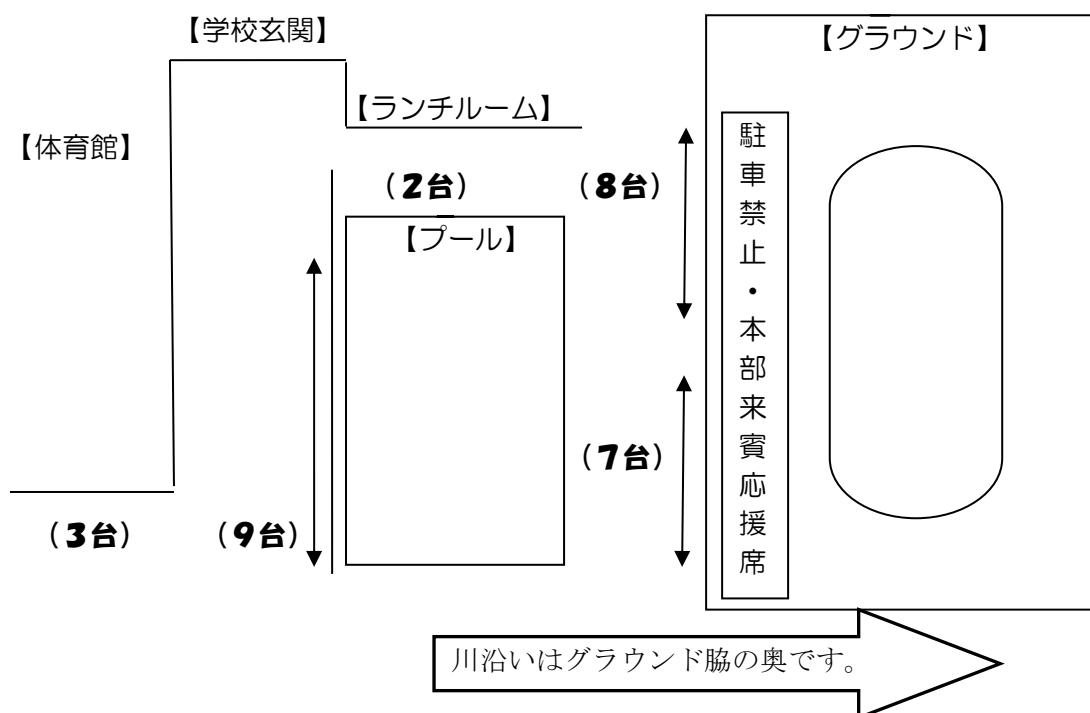 【学校玄関】
【グラウンド】
【ランチルーム】
【体育館】
(2台)
(8台)
【プール】
駐車禁止・本部来賓応援席
(7台)
(3台)
(9台)
川沿いはグラウンド脇の奥です。